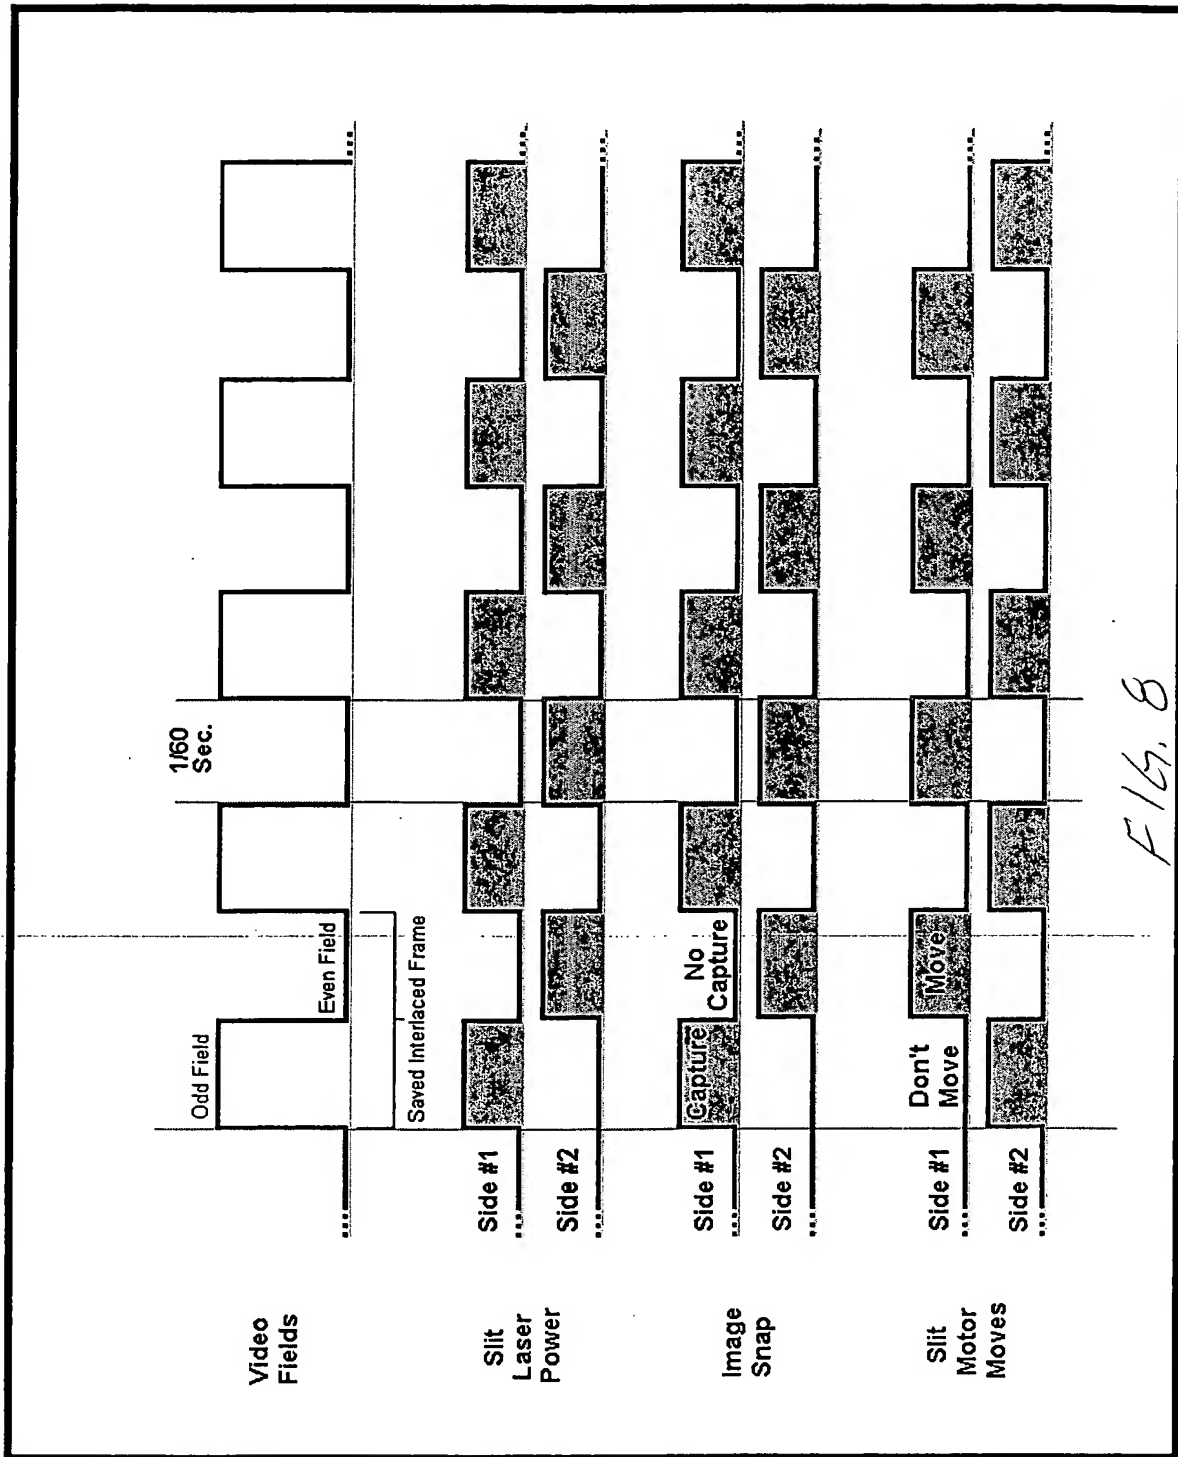 Video
Fields
Odd Field
Even Field
1/60
Sec.
Saved Interlaced Frame
Slit
Laser
Power
Side #1
Side #2
Image
Snap
Side #1
Capture
No
Capture
Side #2
Slit
Motor
Moves
Side #1
Don't
Move
Move
Side #2
FIG. 8